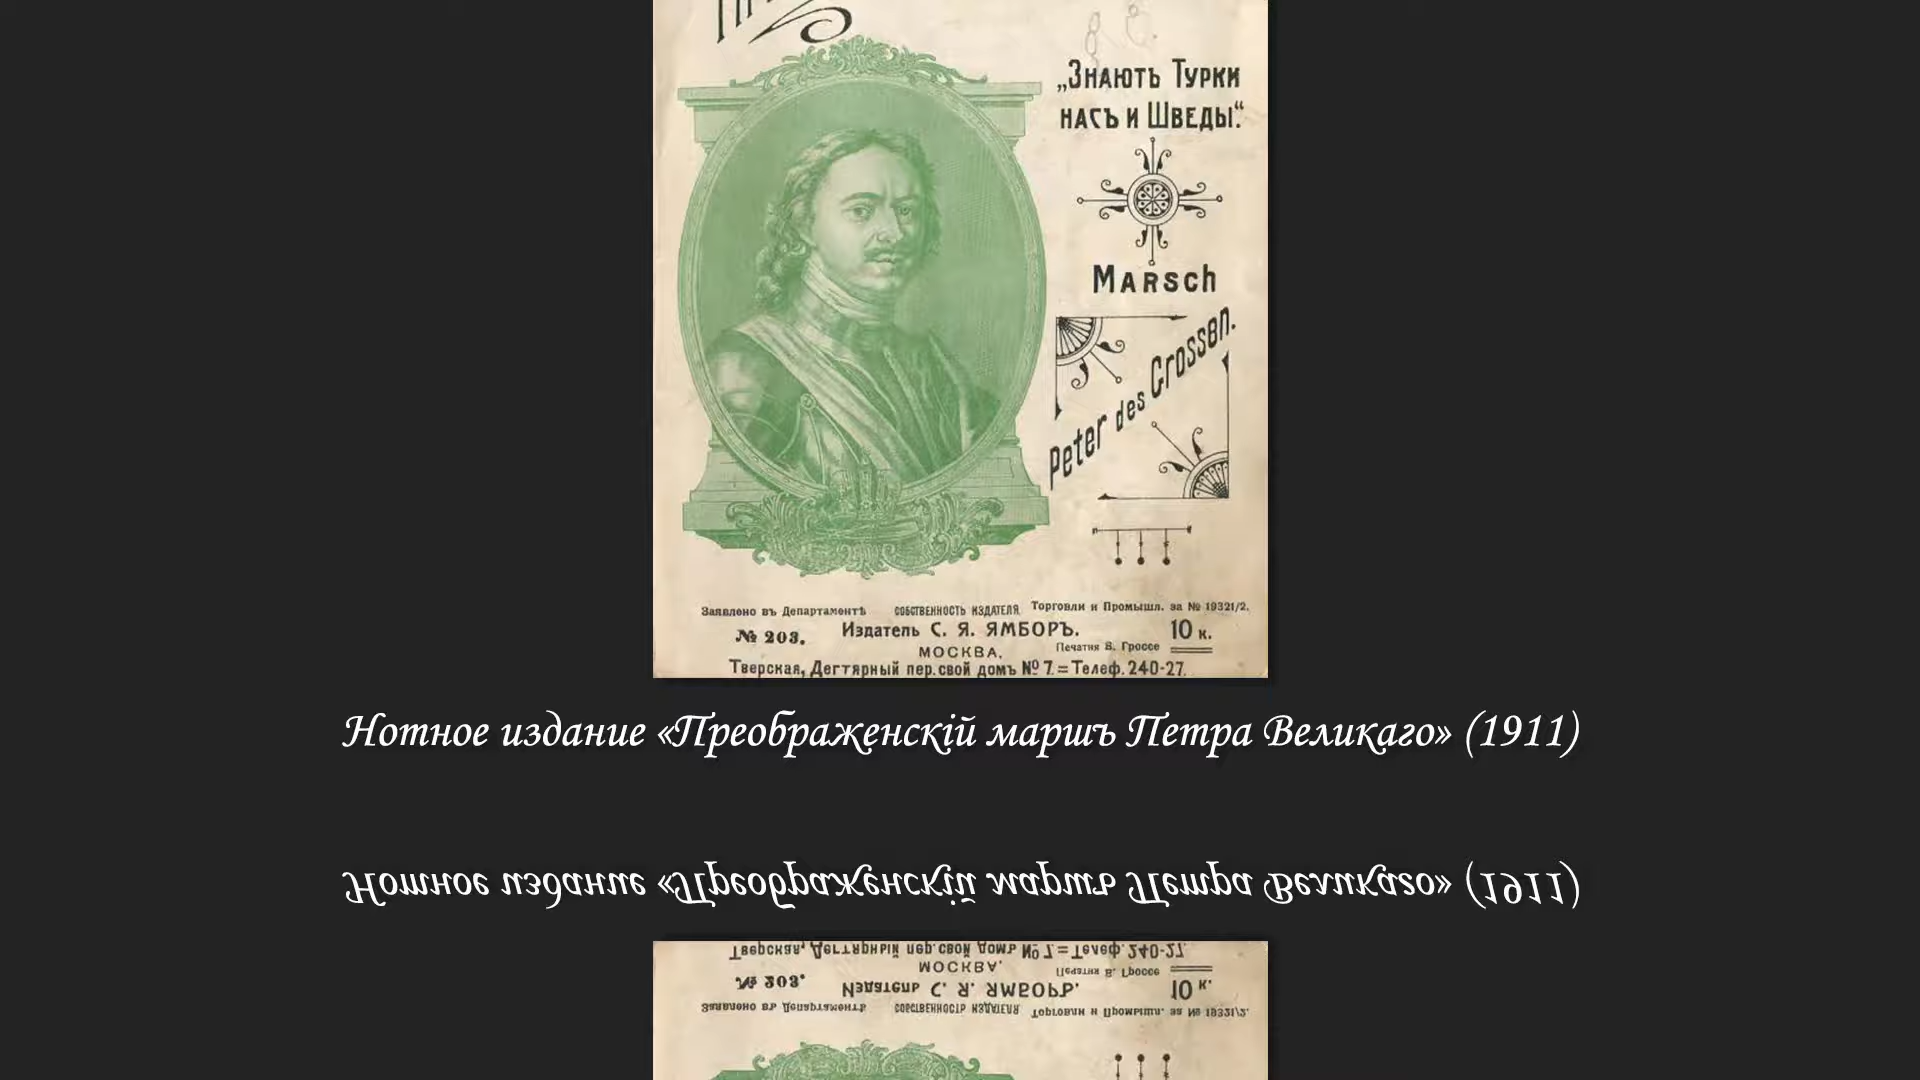 „Знаютъ Турки
насъ и Шведы“.
Marsch
Peter des Grossen.
Заявлено въ Департаментѣ СОБСТВЕННОСТЬ ИЗДАТЕЛЯ Торговли и Промышл. за № 19321/2.
№ 203. Издатель С. Я. ЯМБОРЪ. 10 к.
МОСКВА. Печатня В. Гроссе
Тверская, Дегтярный пер. свой домъ № 7. = Телеф. 240-27.
Нотное издание «Преображенскій маршъ Петра Великаго» (1911)
Нотное издание «Преображенскій маршъ Петра Великаго» (1911)
Тверская, Дегтярный пер. свой домъ № 7. = Телеф. 240-27.
МОСКВА. Печатня В. Гроссе
№ 203. Издатель С. Я. ЯМБОРЪ. 10 к.
Заявлено въ Департаментѣ СОБСТВЕННОСТЬ ИЗДАТЕЛЯ Торговли и Промышл. за № 19321/2.